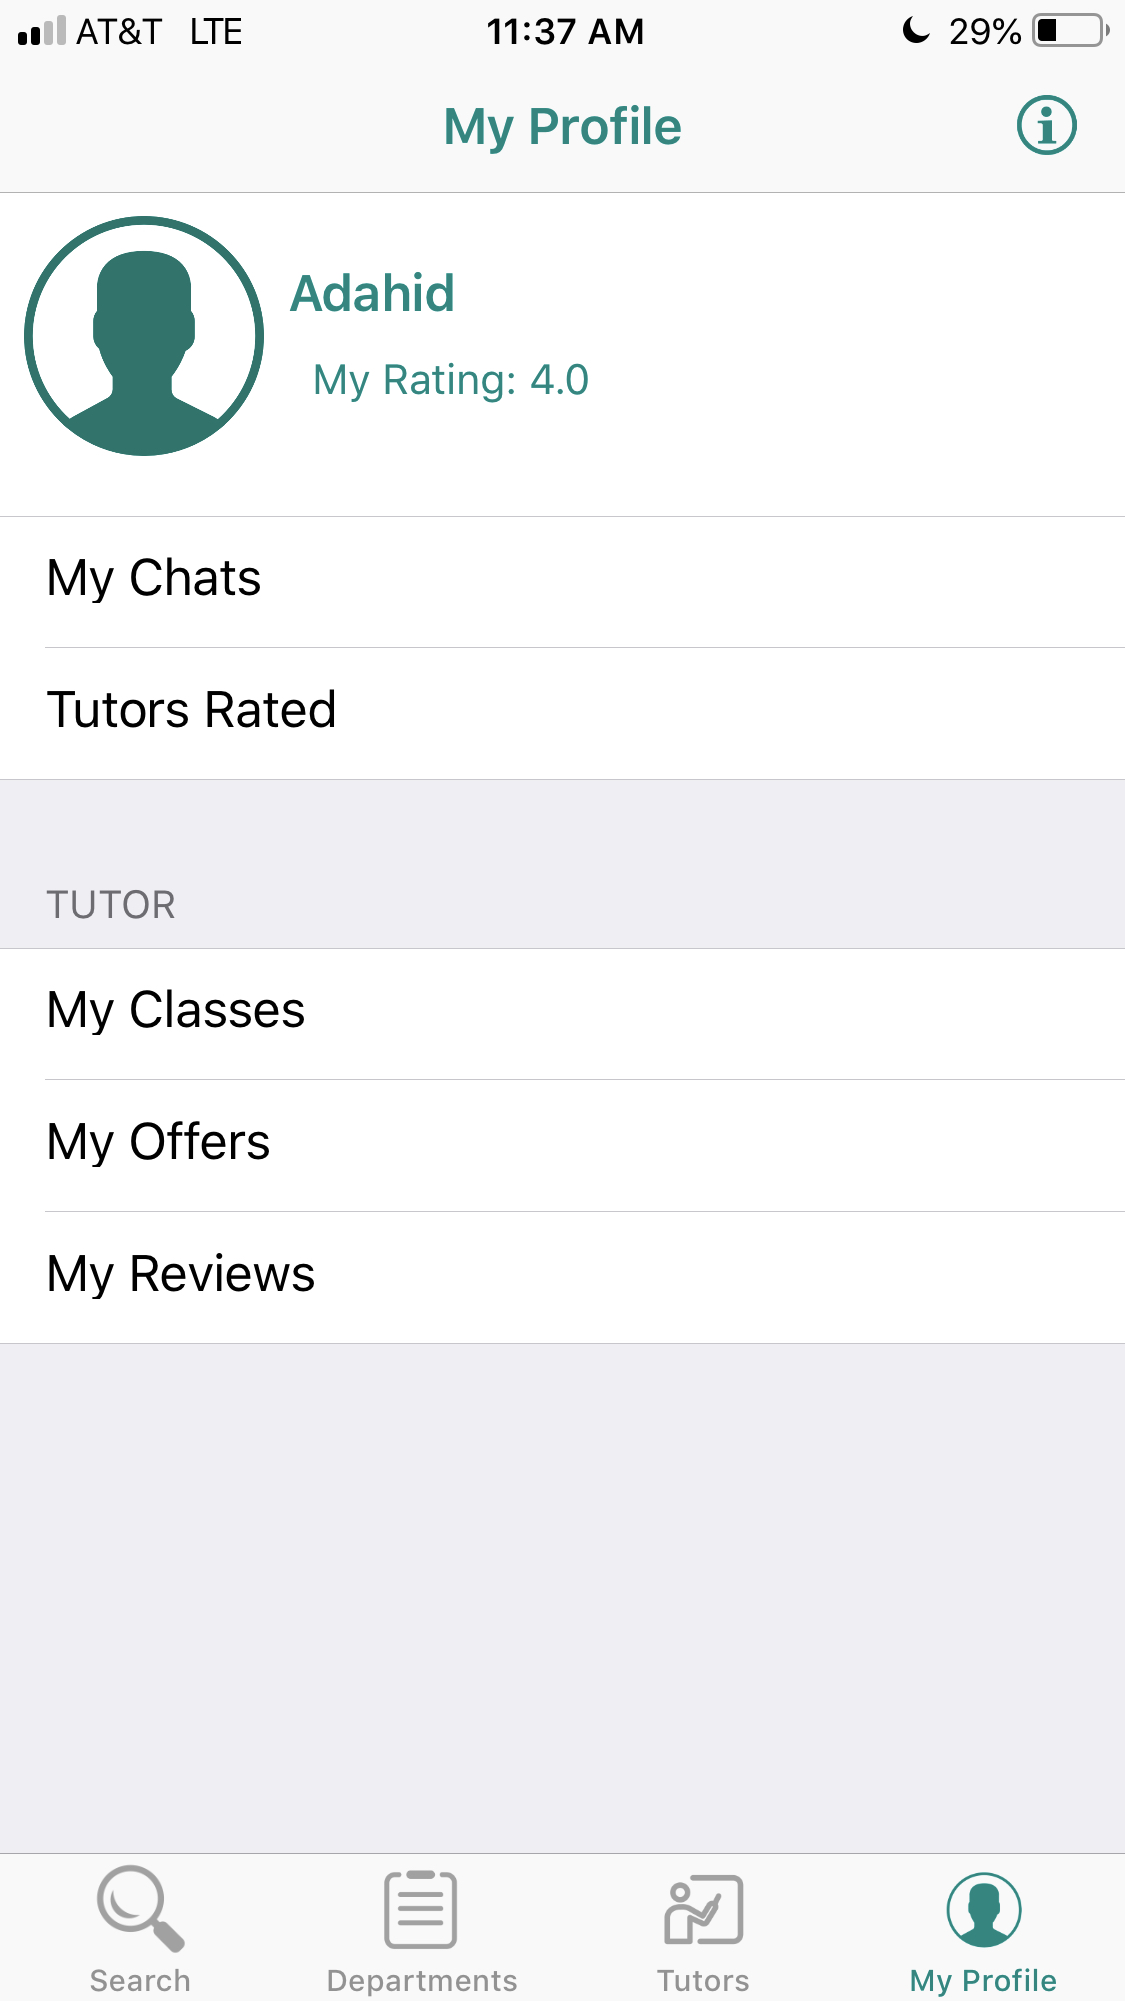 AT&T LTE 11:37 AM 29%
My Profile
Adahid
My Rating: 4.0
My Chats
Tutors Rated
TUTOR
My Classes
My Offers
My Reviews
Search Departments Tutors My Profile